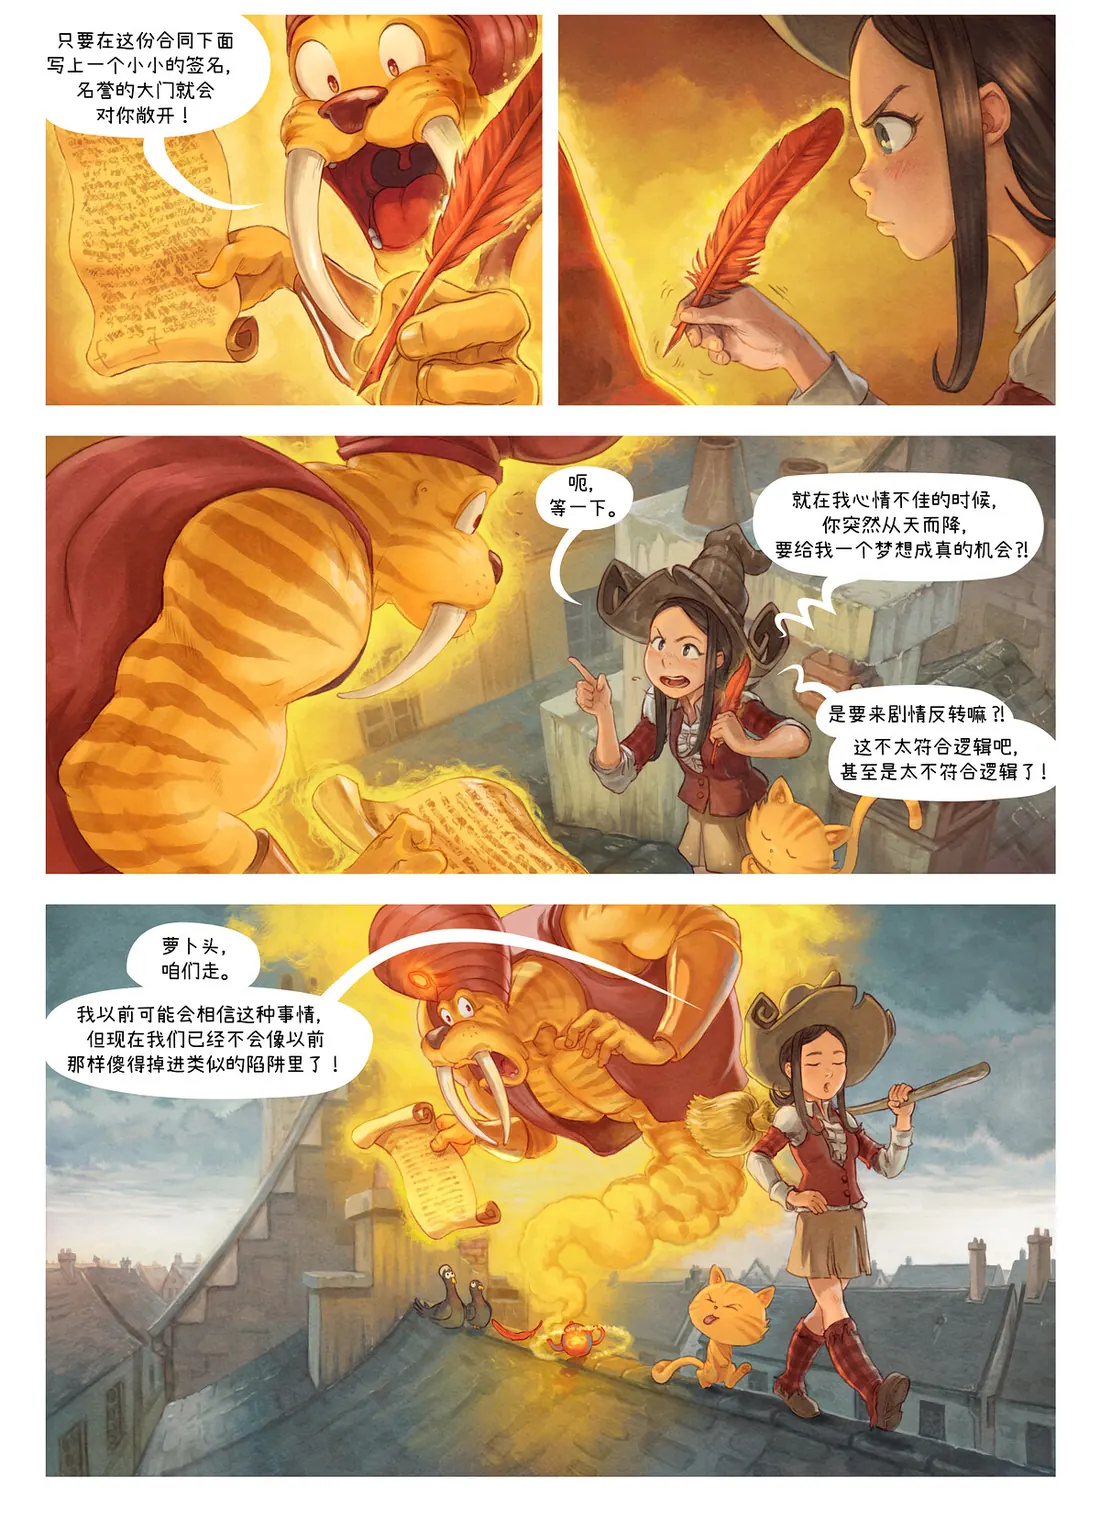 只要在这份合同下面
写上一个小小的签名,
名誉的大门就会
对你敞开！
呃,
等一下。
就在我心情不佳的时候,
你突然从天而降,
要给我一个梦想成真的机会?!
是要来剧情反转嘛?!
这不太符合逻辑吧,
甚至是太不符合逻辑了！
萝卜头,
咱们走。
我以前可能会相信这种事情,
但现在我们已经不会像以前
那样傻得掉进类似的陷阱里了！